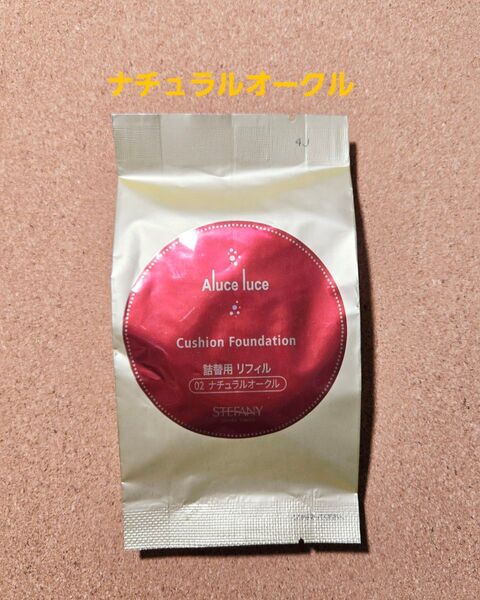 ナチュラルオークル
4J
Aluce luce
Cushion Foundation
詰替用 リフィル
02 ナチュラルオークル
STEFANY